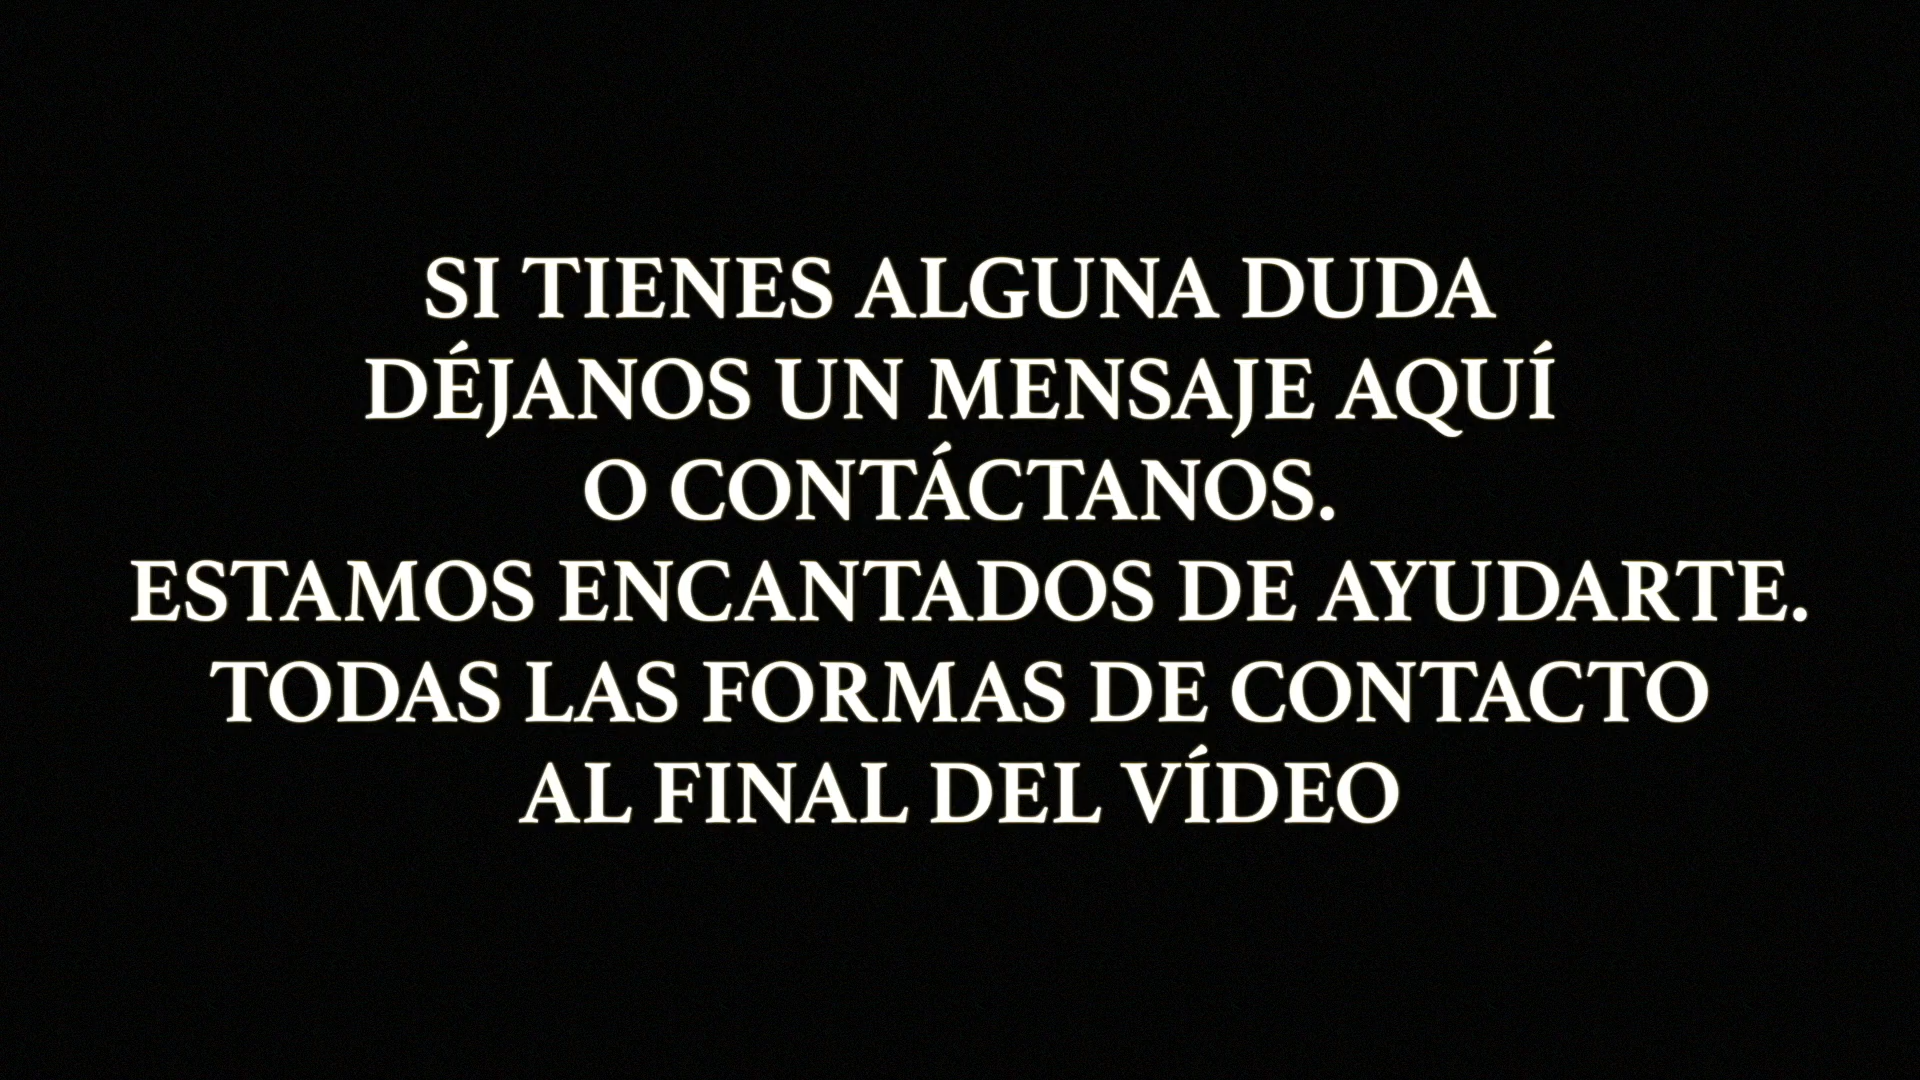 SI TIENES ALGUNA DUDA
DÉJANOS UN MENSAJE AQUÍ
O CONTÁCTANOS.
ESTAMOS ENCANTADOS DE AYUDARTE.
TODAS LAS FORMAS DE CONTACTO
AL FINAL DEL VÍDEO